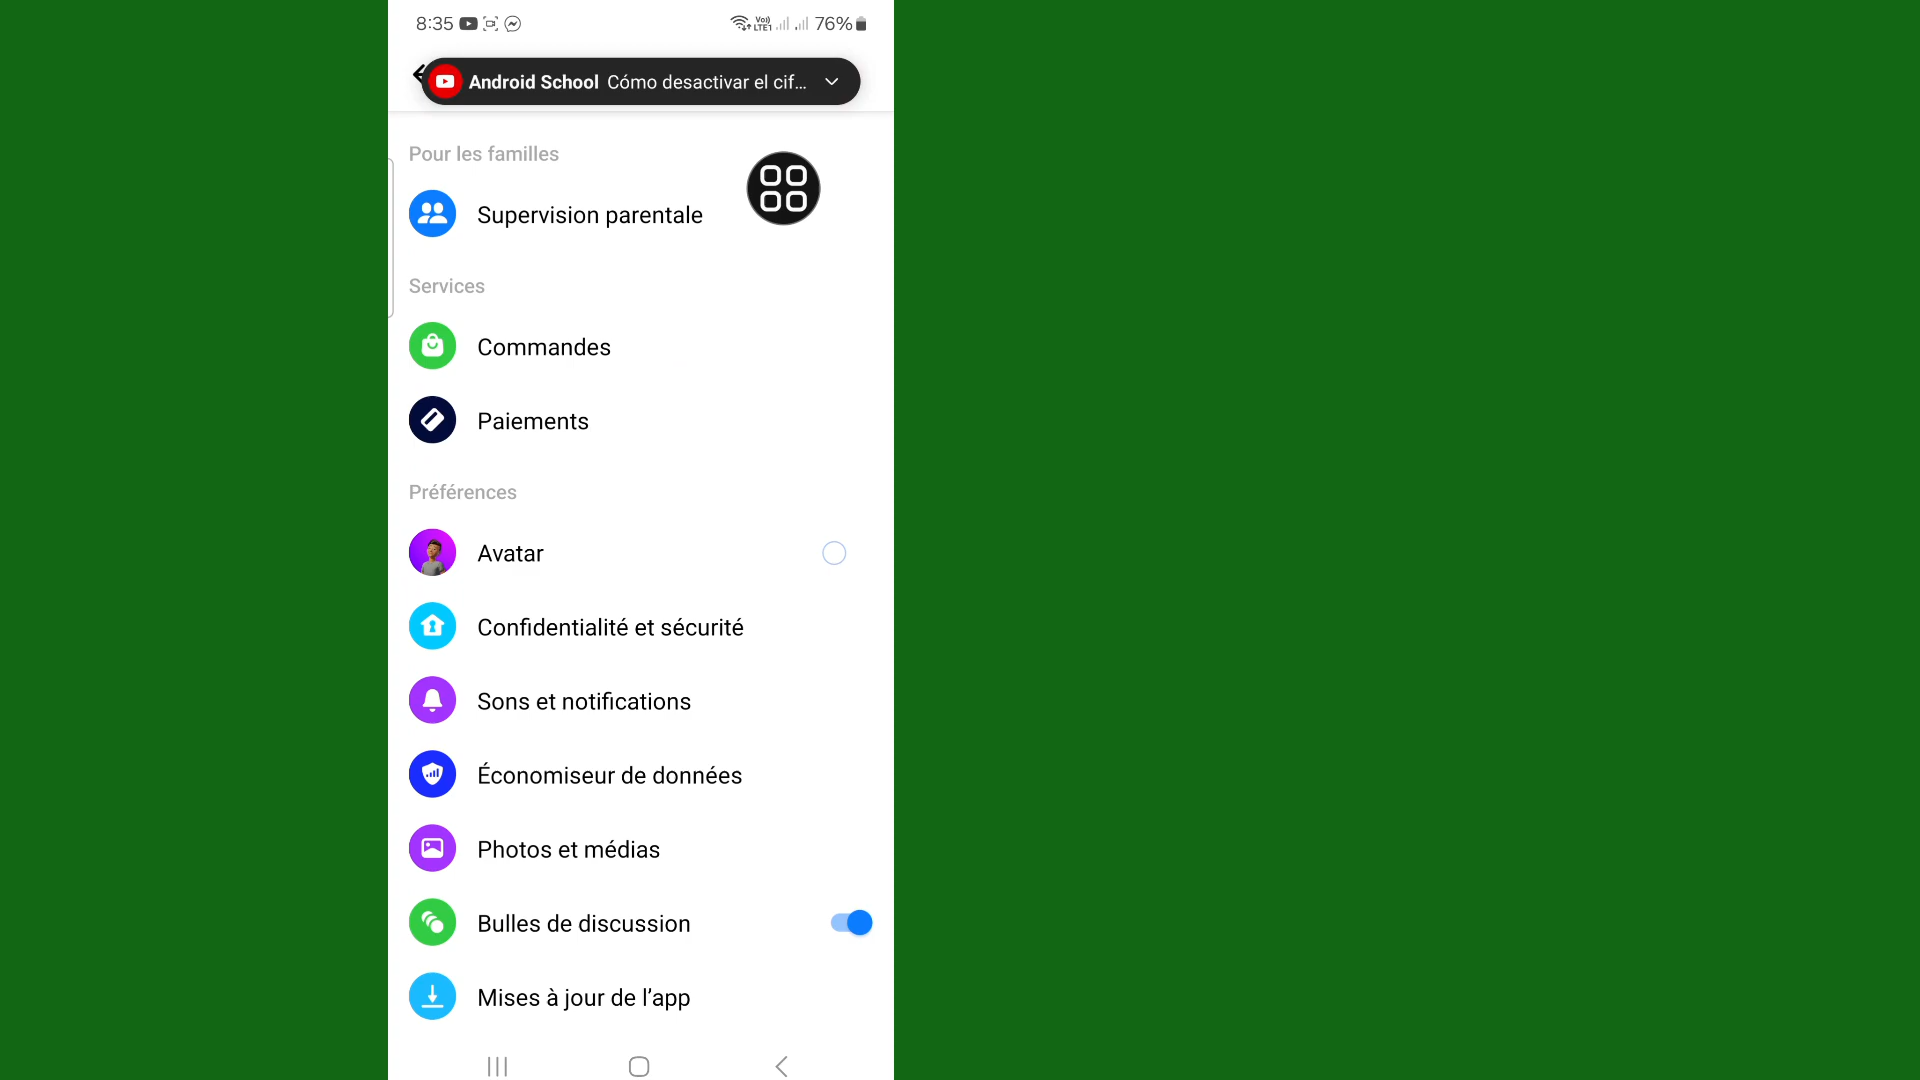 8:35 Vo) LTE1 76%
Android School Cómo desactivar el cif...
Pour les familles
Supervision parentale
Services
Commandes
Paiements
Préférences
Avatar
Confidentialité et sécurité
Sons et notifications
Économiseur de données
Photos et médias
Bulles de discussion
Mises à jour de l’app